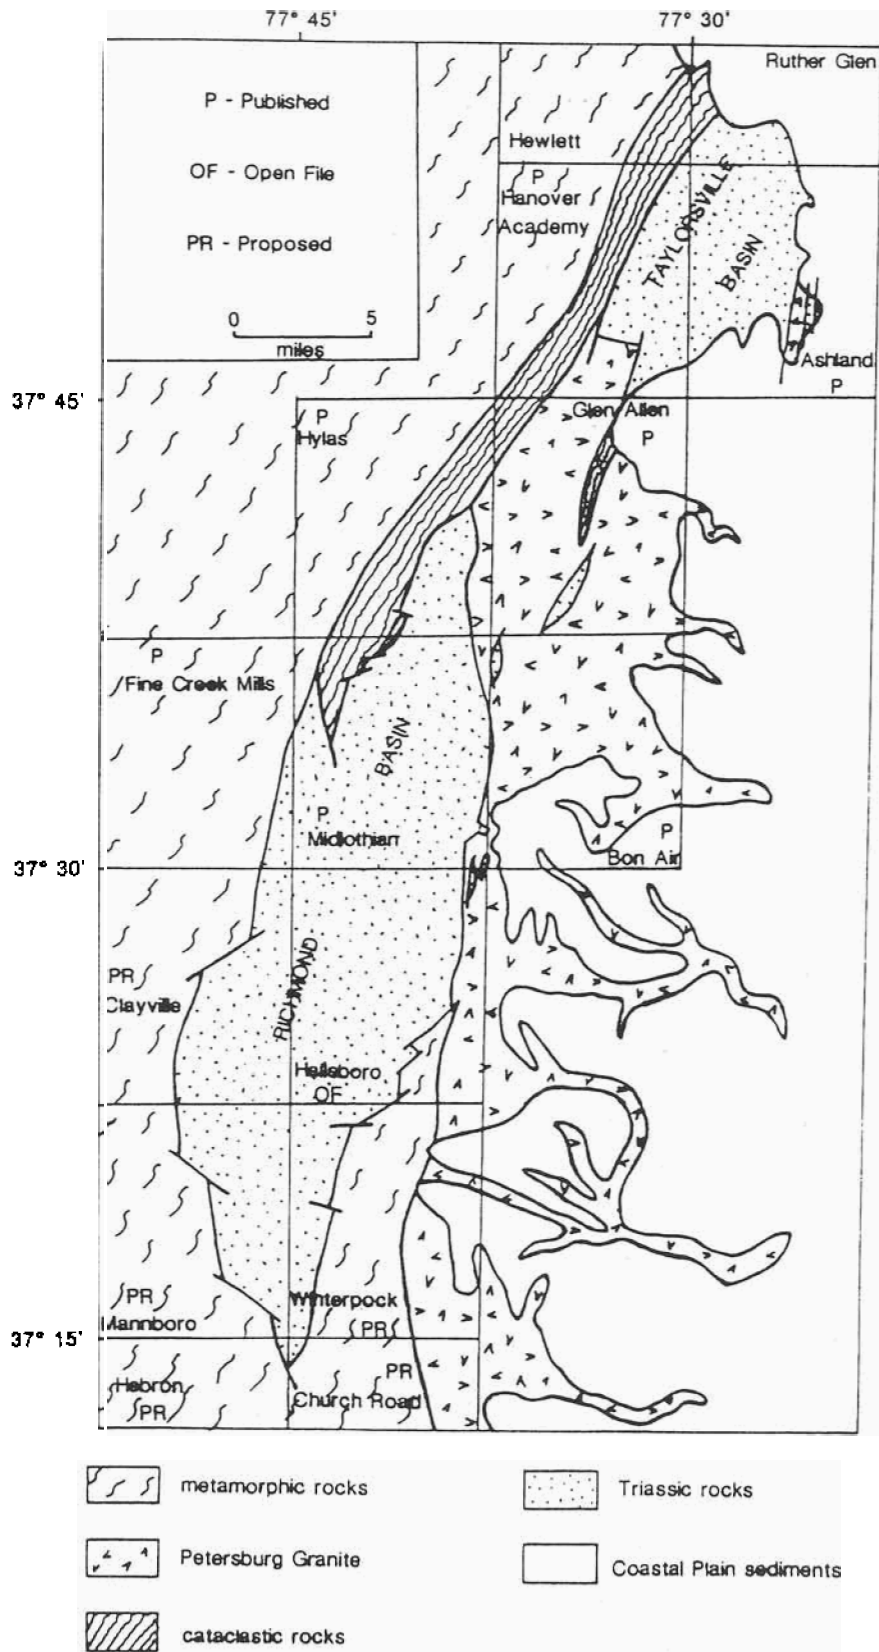 77° 45'
77° 30'
P - Published
OF - Open File
PR - Proposed
0 5
miles
Ruther Glen
Hewlett
P
Hanover
Academy
TAYLORSVILLE
BASIN
Ashland
P
37° 45'
P
Hylas
Glen Allen
P
P
Fine Creek Mills
BASIN
P
Midlothian
P
Bon Air
37° 30'
RICHMOND
PR
Clayville
Hallsboro
OF
PR
Mannboro
Winterpock
PR
37° 15'
Hebron
PR
PR
Church Road
metamorphic rocks
Triassic rocks
Petersburg Granite
Coastal Plain sediments
cataclastic rocks